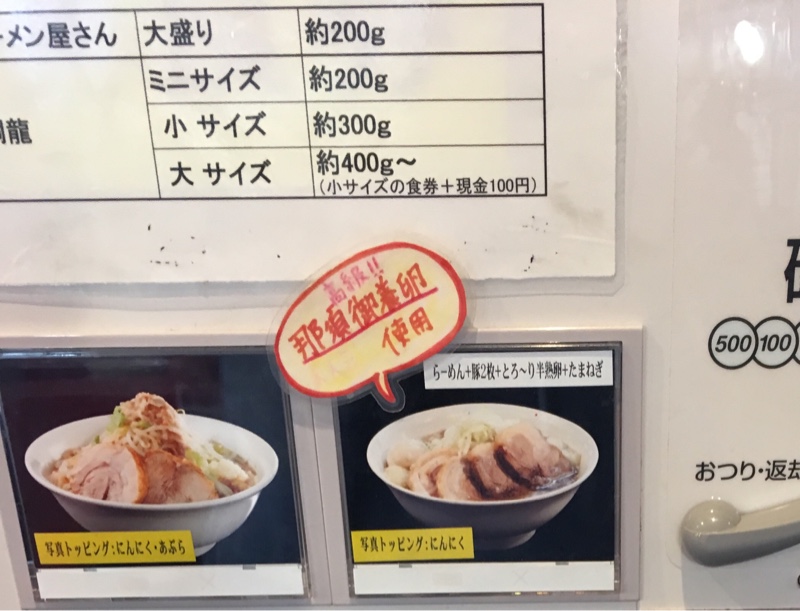 ーメン屋さん 大盛り 約200g
ミニサイズ 約200g
龍 小 サイズ 約300g
大 サイズ 約400g～
(小サイズの食券＋現金100円)
高級!!
那須御養卵
使用
らーめん+豚2枚+とろ～り半熟卵+たまねぎ
写真トッピング:にんにく・あぶら
写真トッピング:にんにく
500 100
おつり・返却